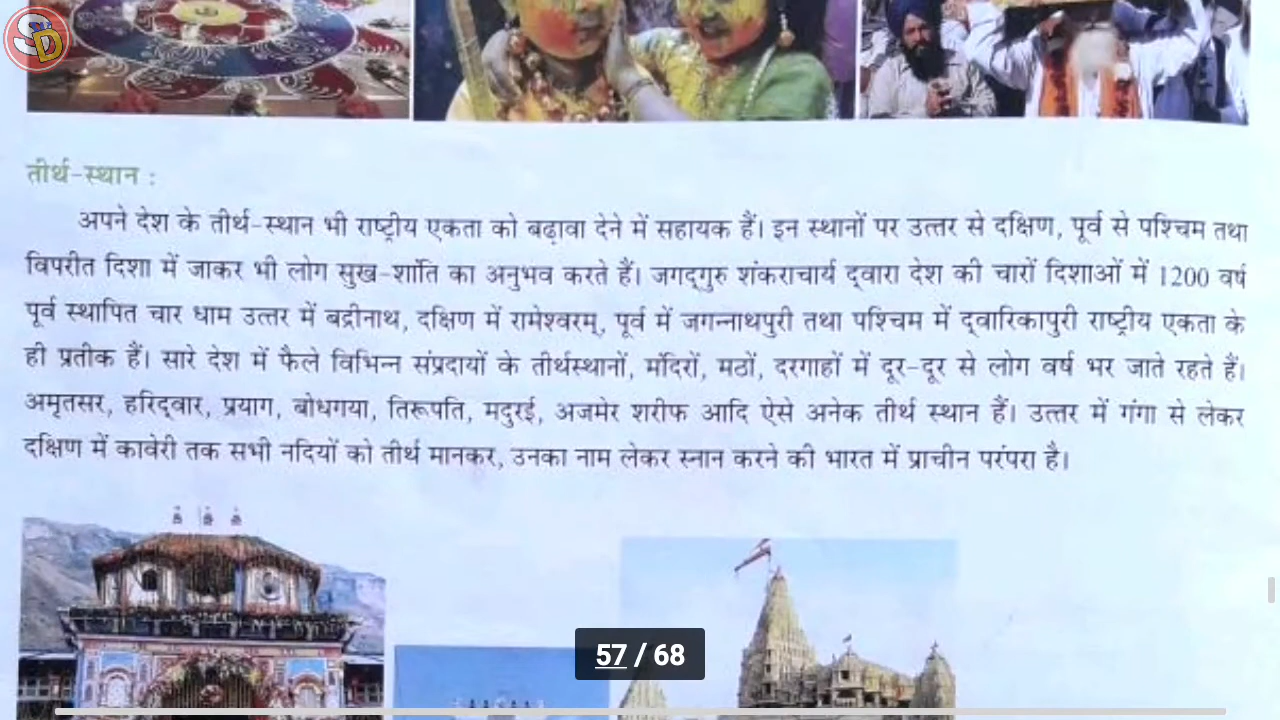 SD
तीर्थ-स्थान :
अपने देश के तीर्थ-स्थान भी राष्ट्रीय एकता को बढ़ावा देने में सहायक हैं। इन स्थानों पर उत्तर से दक्षिण, पूर्व से पश्चिम तथा
विपरीत दिशा में जाकर भी लोग सुख-शांति का अनुभव करते हैं। जगद्गुरु शंकराचार्य द्वारा देश की चारों दिशाओं में 1200 वर्ष
पूर्व स्थापित चार धाम उत्तर में बद्रीनाथ, दक्षिण में रामेश्वरम्, पूर्व में जगन्नाथपुरी तथा पश्चिम में द्वारिकापुरी राष्ट्रीय एकता के
ही प्रतीक हैं। सारे देश में फैले विभिन्न संप्रदायों के तीर्थस्थानों, मंदिरों, मठों, दरगाहों में दूर-दूर से लोग वर्ष भर जाते रहते हैं।
अमृतसर, हरिद्वार, प्रयाग, बोधगया, तिरूपति, मदुरई, अजमेर शरीफ आदि ऐसे अनेक तीर्थ स्थान हैं। उत्तर में गंगा से लेकर
दक्षिण में कावेरी तक सभी नदियों को तीर्थ मानकर, उनका नाम लेकर स्नान करने की भारत में प्राचीन परंपरा है।
57 / 68